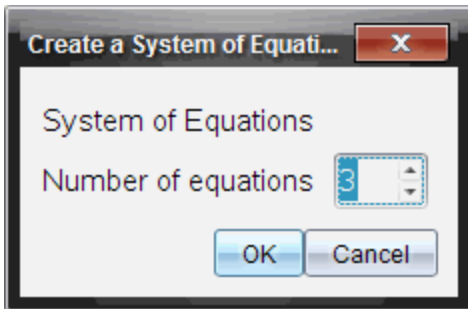 Create a System of Equati...
System of Equations
Number of equations 3
OK Cancel